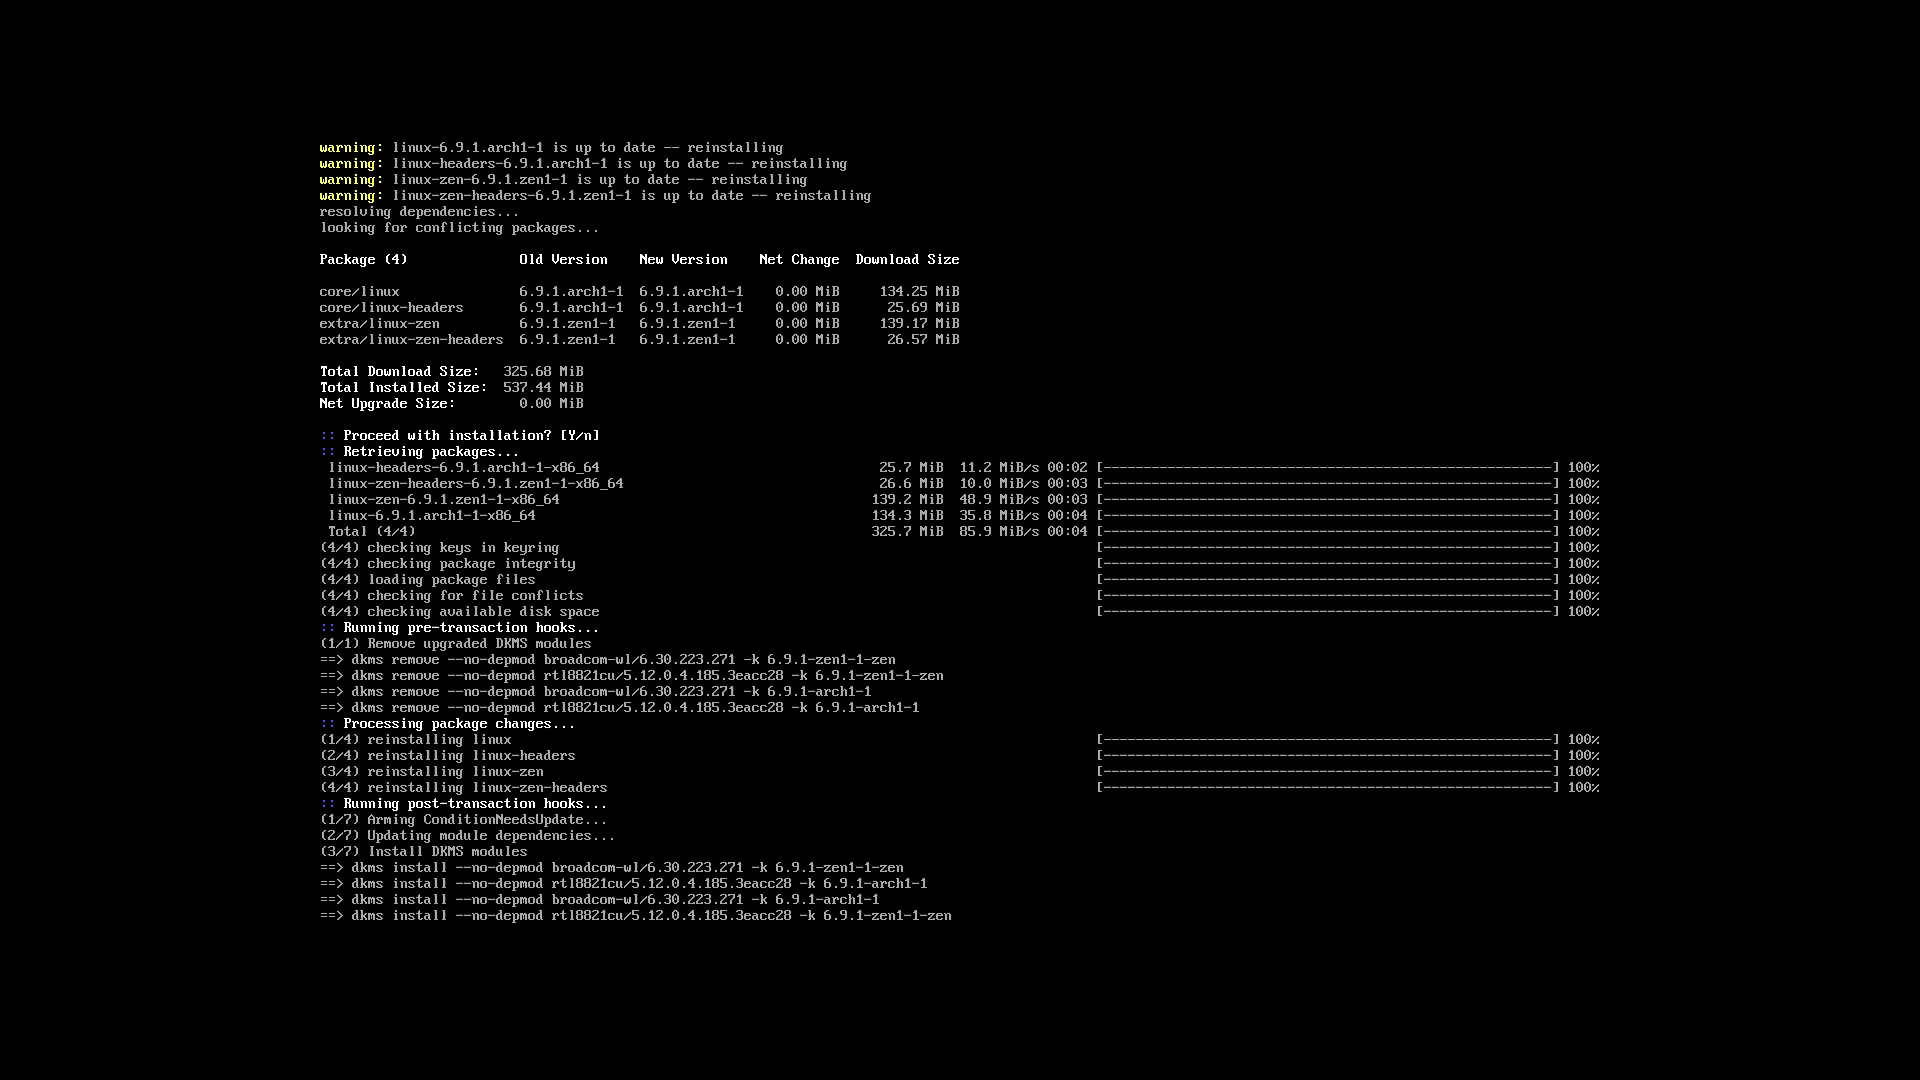 warning: linux-6.9.1.arch1-1 is up to date -- reinstalling
warning: linux-headers-6.9.1.arch1-1 is up to date -- reinstalling
warning: linux-zen-6.9.1.zen1-1 is up to date -- reinstalling
warning: linux-zen-headers-6.9.1.zen1-1 is up to date -- reinstalling
resolving dependencies...
looking for conflicting packages...
Package (4)              Old Version    New Version    Net Change  Download Size
core/linux               6.9.1.arch1-1  6.9.1.arch1-1    0.00 MiB     134.25 MiB
core/linux-headers       6.9.1.arch1-1  6.9.1.arch1-1    0.00 MiB      25.69 MiB
extra/linux-zen          6.9.1.zen1-1   6.9.1.zen1-1     0.00 MiB     139.17 MiB
extra/linux-zen-headers  6.9.1.zen1-1   6.9.1.zen1-1     0.00 MiB      26.57 MiB
Total Download Size:   325.68 MiB
Total Installed Size:  537.44 MiB
Net Upgrade Size:        0.00 MiB
:: Proceed with installation? [Y/n]
:: Retrieving packages...
 linux-headers-6.9.1.arch1-1-x86_64    25.7 MiB  11.2 MiB/s 00:02 [--------------------------------------------------------] 100%
 linux-zen-headers-6.9.1.zen1-1-x86_64    26.6 MiB  10.0 MiB/s 00:03 [--------------------------------------------------------] 100%
 linux-zen-6.9.1.zen1-1-x86_64    139.2 MiB  48.9 MiB/s 00:03 [--------------------------------------------------------] 100%
 linux-6.9.1.arch1-1-x86_64    134.3 MiB  35.8 MiB/s 00:04 [--------------------------------------------------------] 100%
 Total (4/4)    325.7 MiB  85.9 MiB/s 00:04 [--------------------------------------------------------] 100%
(4/4) checking keys in keyring    [--------------------------------------------------------] 100%
(4/4) checking package integrity    [--------------------------------------------------------] 100%
(4/4) loading package files    [--------------------------------------------------------] 100%
(4/4) checking for file conflicts    [--------------------------------------------------------] 100%
(4/4) checking available disk space    [--------------------------------------------------------] 100%
:: Running pre-transaction hooks...
(1/1) Remove upgraded DKMS modules
==> dkms remove --no-depmod broadcom-wl/6.30.223.271 -k 6.9.1-zen1-1-zen
==> dkms remove --no-depmod rtl8821cu/5.12.0.4.185.3eacc28 -k 6.9.1-zen1-1-zen
==> dkms remove --no-depmod broadcom-wl/6.30.223.271 -k 6.9.1-arch1-1
==> dkms remove --no-depmod rtl8821cu/5.12.0.4.185.3eacc28 -k 6.9.1-arch1-1
:: Processing package changes...
(1/4) reinstalling linux    [--------------------------------------------------------] 100%
(2/4) reinstalling linux-headers    [--------------------------------------------------------] 100%
(3/4) reinstalling linux-zen    [--------------------------------------------------------] 100%
(4/4) reinstalling linux-zen-headers    [--------------------------------------------------------] 100%
:: Running post-transaction hooks...
(1/7) Arming ConditionNeedsUpdate...
(2/7) Updating module dependencies...
(3/7) Install DKMS modules
==> dkms install --no-depmod broadcom-wl/6.30.223.271 -k 6.9.1-zen1-1-zen
==> dkms install --no-depmod rtl8821cu/5.12.0.4.185.3eacc28 -k 6.9.1-arch1-1
==> dkms install --no-depmod broadcom-wl/6.30.223.271 -k 6.9.1-arch1-1
==> dkms install --no-depmod rtl8821cu/5.12.0.4.185.3eacc28 -k 6.9.1-zen1-1-zen